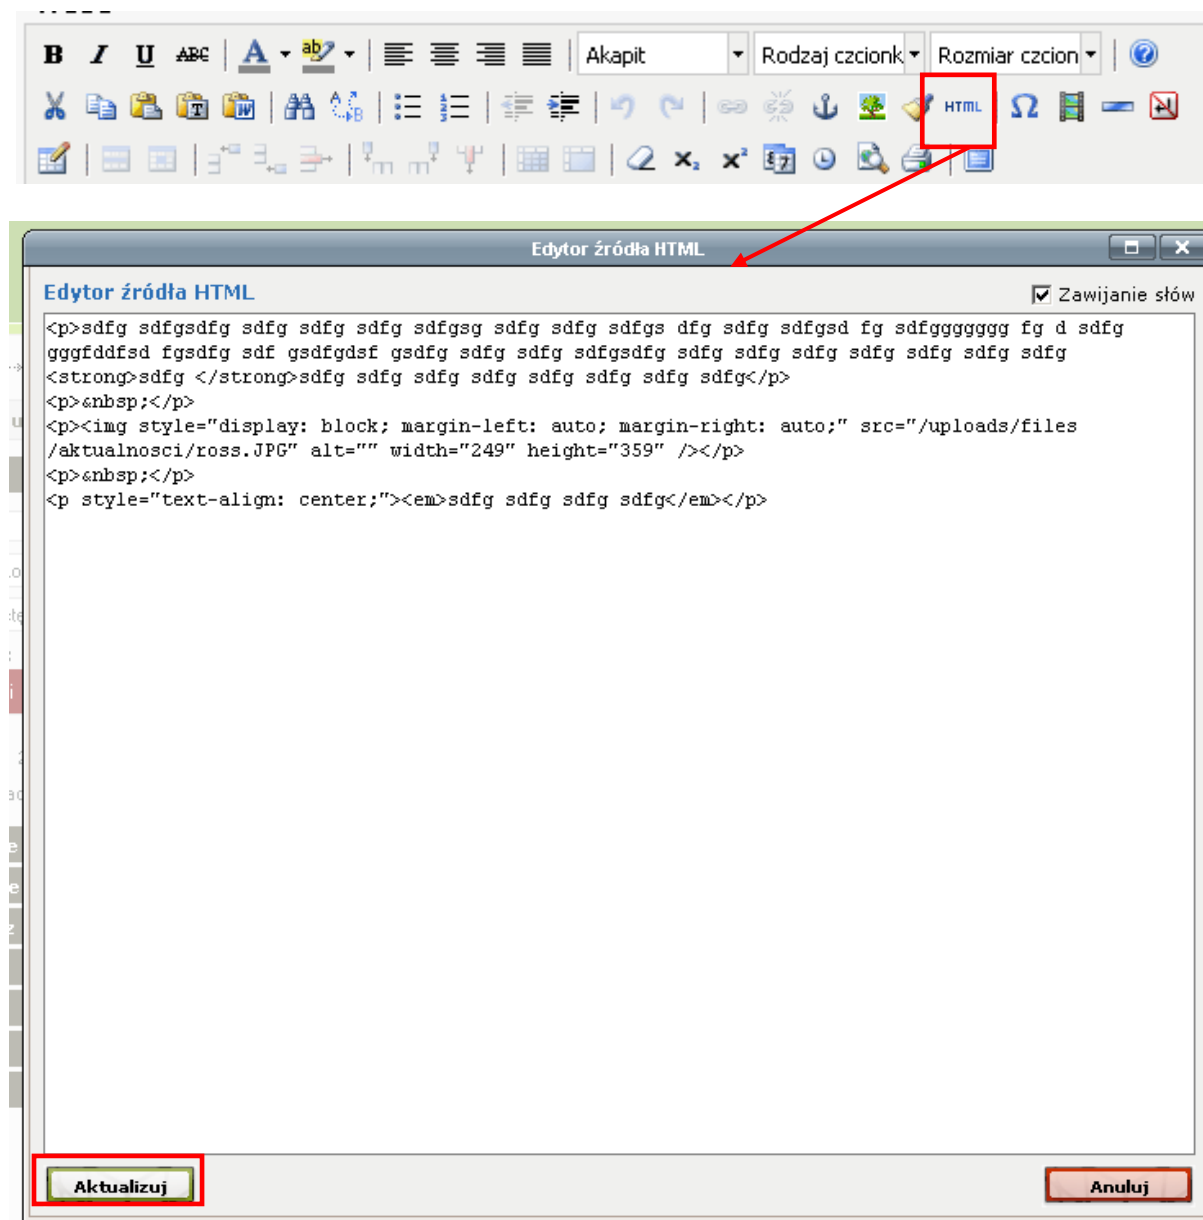 B I U ABC A ab Akapit Rodzaj czcionk Rozmiar czcion
HTML Ω
x₂ x²
Edytor źródła HTML
Edytor źródła HTML Zawijanie słów
<p>sdfg sdfgsdfg sdfg sdfg sdfg sdfgsg sdfg sdfg sdfgs dfg sdfg sdfgsd fg sdfggggggg fg d sdfg
gggfddfsd fgsdfg sdf gsdfgdsf gsdfg sdfg sdfg sdfgsdfg sdfg sdfg sdfg sdfg sdfg sdfg sdfg
<strong>sdfg </strong>sdfg sdfg sdfg sdfg sdfg sdfg sdfg sdfg</p>
<p>&nbsp;</p>
<p><img style="display: block; margin-left: auto; margin-right: auto;" src="/uploads/files
/aktualnosci/ross.JPG" alt="" width="249" height="359" /></p>
<p>&nbsp;</p>
<p style="text-align: center;"><em>sdfg sdfg sdfg sdfg</em></p>
Aktualizuj Anuluj